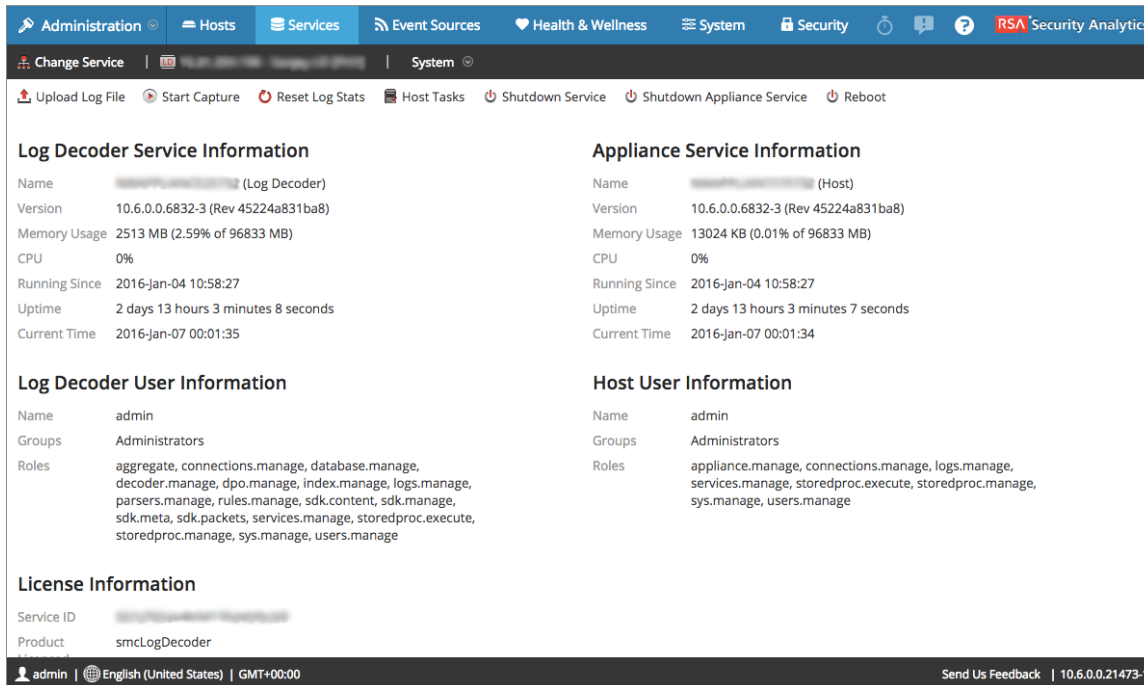 Administration Hosts Services Event Sources Health & Wellness System Security RSA Security Analytics
Change Service | LD | System
Upload Log File Start Capture Reset Log Stats Host Tasks Shutdown Service Shutdown Appliance Service Reboot
Log Decoder Service Information
Name (Log Decoder)
Version 10.6.0.0.6832-3 (Rev 45224a831ba8)
Memory Usage 2513 MB (2.59% of 96833 MB)
CPU 0%
Running Since 2016-Jan-04 10:58:27
Uptime 2 days 13 hours 3 minutes 8 seconds
Current Time 2016-Jan-07 00:01:35
Appliance Service Information
Name (Host)
Version 10.6.0.0.6832-3 (Rev 45224a831ba8)
Memory Usage 13024 KB (0.01% of 96833 MB)
CPU 0%
Running Since 2016-Jan-04 10:58:27
Uptime 2 days 13 hours 3 minutes 7 seconds
Current Time 2016-Jan-07 00:01:34
Log Decoder User Information
Name admin
Groups Administrators
Roles aggregate, connections.manage, database.manage,
decoder.manage, dpo.manage, index.manage, logs.manage,
parsers.manage, rules.manage, sdk.content, sdk.manage,
sdk.meta, sdk.packets, services.manage, storedproc.execute,
storedproc.manage, sys.manage, users.manage
Host User Information
Name admin
Groups Administrators
Roles appliance.manage, connections.manage, logs.manage,
services.manage, storedproc.execute, storedproc.manage,
sys.manage, users.manage
License Information
Service ID
Product smcLogDecoder
admin | English (United States) | GMT+00:00 Send Us Feedback | 10.6.0.0.21473-